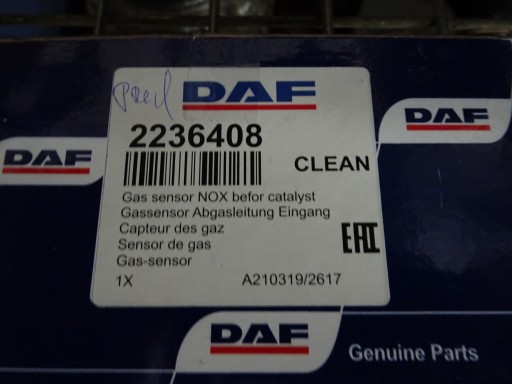 DAF
2236408
CLEAN
Gas sensor NOX befor catalyst
Gassensor Abgasleitung Eingang
Capteur des gaz
Sensor de gas
Gas-sensor
EAC
1X A210319/2617
DAF
DAF
DAF
Genuine Parts